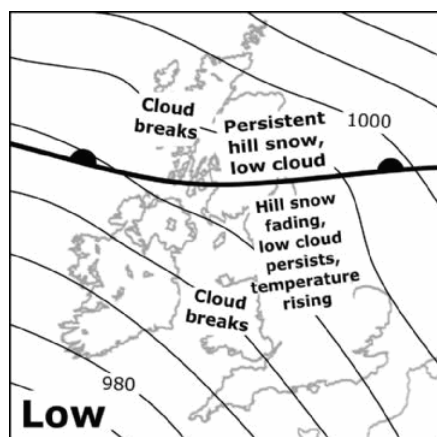 Cloud
breaks
Persistent
hill snow,
low cloud
1000
Hill snow
fading,
low cloud
persists,
temperature
rising
Cloud
breaks
980
Low